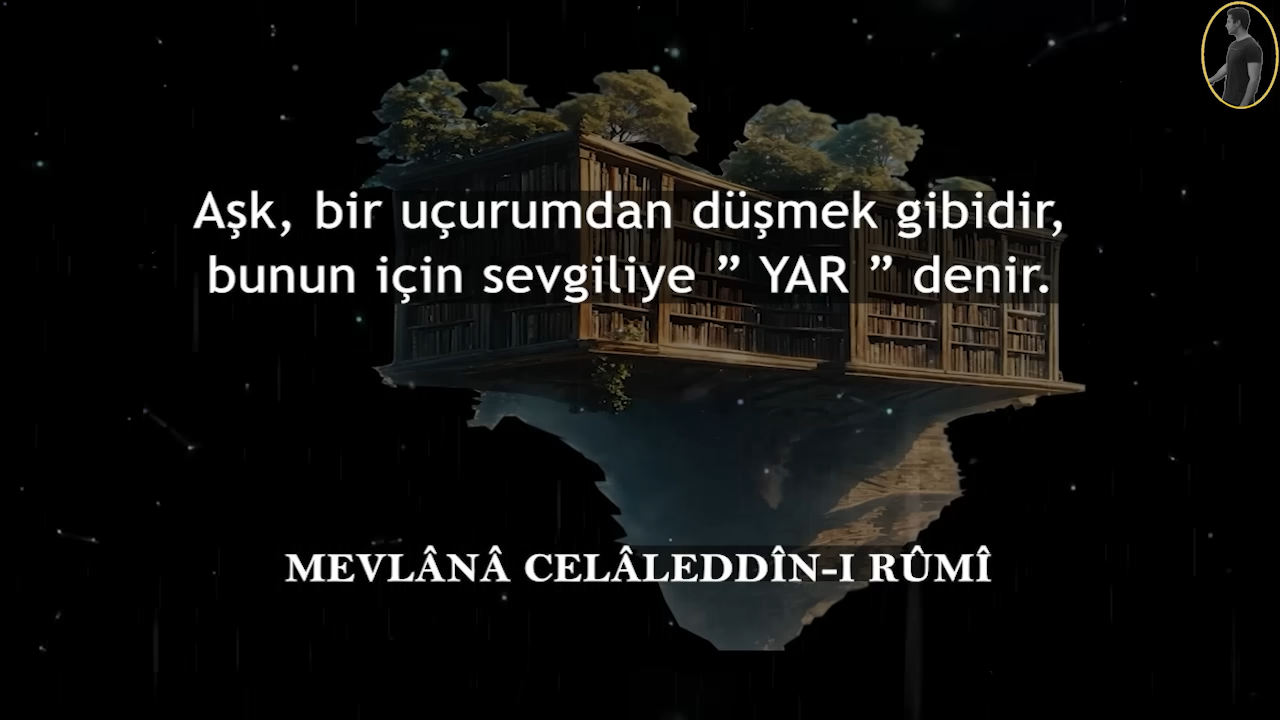 Aşk, bir uçurumdan düşmek gibidir,
bunun için sevgiliye ” YAR ” denir.
MEVLÂNÂ CELÂLEDDÎN-I RÛMÎ